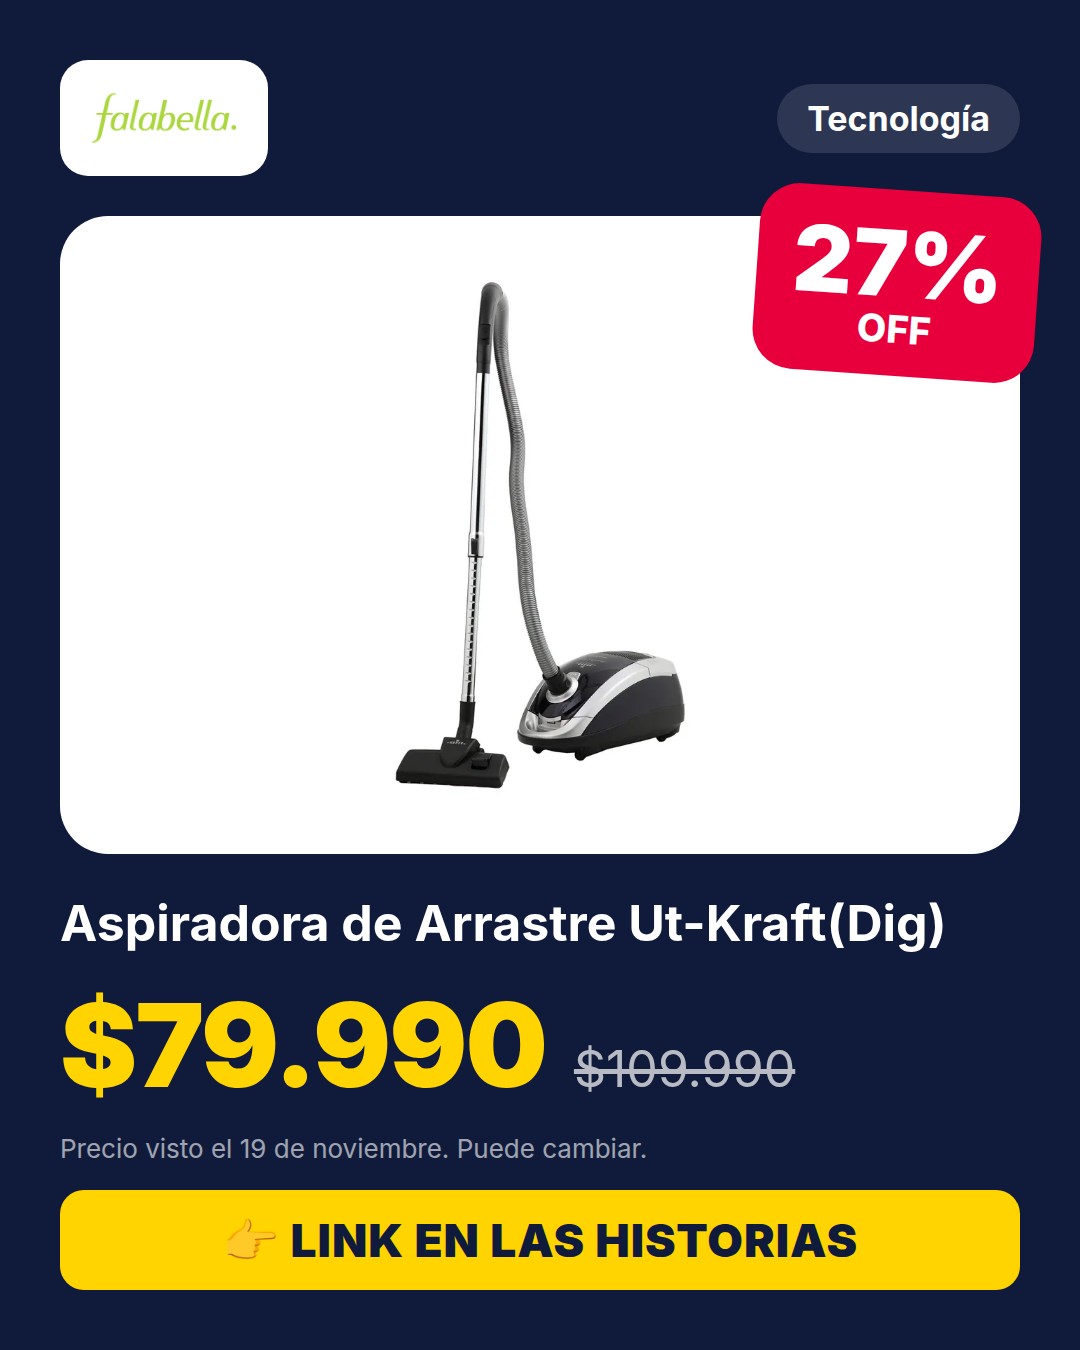 falabella.
Tecnología
27%
OFF
Aspiradora de Arrastre Ut-Kraft(Dig)
$79.990 $109.990
Precio visto el 19 de noviembre. Puede cambiar.
👉 LINK EN LAS HISTORIAS